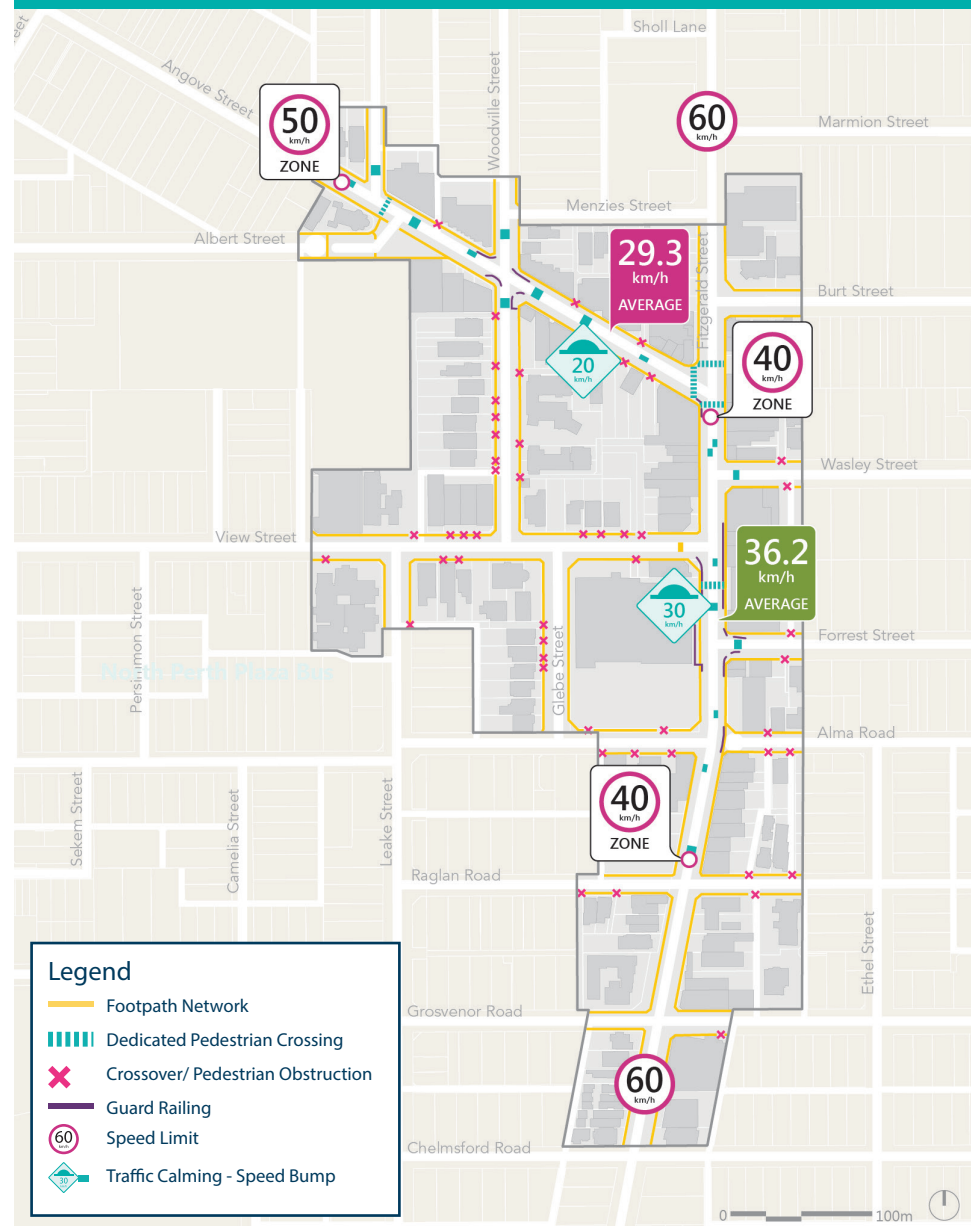 Sholl Lane
Angove Street
Woodville Street
50
km/h
ZONE
60
km/h
Marmion Street
Menzies Street
Albert Street
29.3
km/h
AVERAGE
Fitzgerald Street
Burt Street
20
km/h
40
km/h
ZONE
Wasley Street
View Street
36.2
km/h
AVERAGE
30
km/h
Forrest Street
Persimmon Street
North Perth Plaza Bus
Glebe Street
Alma Road
Sekem Street
Camelia Street
Leake Street
40
km/h
ZONE
Raglan Road
Ethel Street
Grosvenor Road
60
km/h
Chelmsford Road
Legend
Footpath Network
Dedicated Pedestrian Crossing
Crossover/ Pedestrian Obstruction
Guard Railing
60
km/h
Speed Limit
30
Traffic Calming - Speed Bump
0
100m